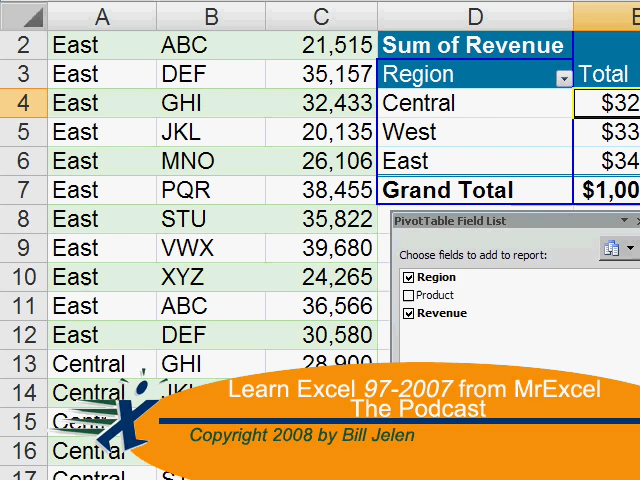 A B C D E
2 East ABC 21,515 Sum of Revenue
3 East DEF 35,157 Region Total
4 East GHI 32,433 Central $32
5 East JKL 20,135 West $33
6 East MNO 26,106 East $34
7 East PQR 38,455 Grand Total $1,00
8 East STU 35,822
PivotTable Field List
9 East VWX 39,680
Choose fields to add to report:
10 East XYZ 24,265
Region
Product
11 East ABC 36,566
Revenue
12 East DEF 30,580
13 Central GHI 28,900
14 Central
15 Central
16 Central
17
Learn Excel 97-2007 from MrExcel
The Podcast
Copyright 2008 by Bill Jelen